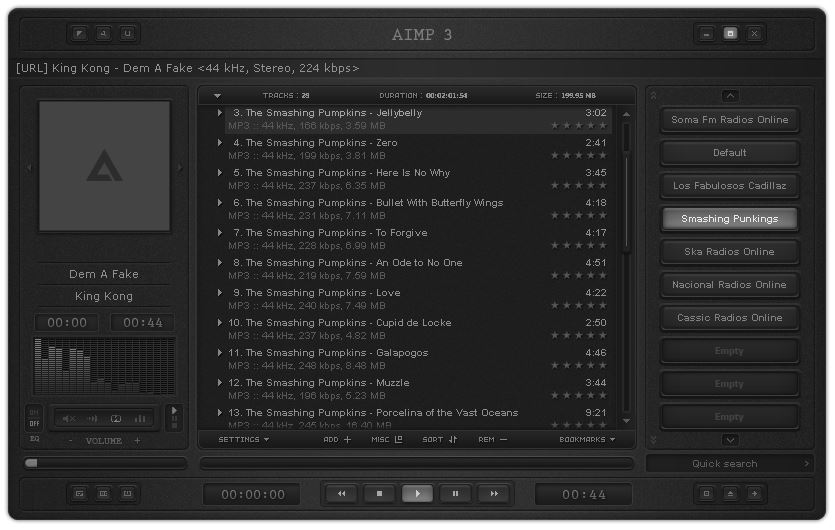 AIMP 3
[URL] King Kong - Dem A Fake <44 kHz, Stereo, 224 kbps>
TRACKS : 28 DURATION : 00:02:01:54 SIZE : 199.95 MB
3. The Smashing Pumpkins - Jellybelly 3:02
MP3 :: 44 kHz, 166 kbps, 3.59 MB
4. The Smashing Pumpkins - Zero 2:41
MP3 :: 44 kHz, 199 kbps, 3.81 MB
5. The Smashing Pumpkins - Here Is No Why 3:45
MP3 :: 44 kHz, 237 kbps, 6.35 MB
6. The Smashing Pumpkins - Bullet With Butterfly Wings 4:18
MP3 :: 44 kHz, 231 kbps, 7.11 MB
7. The Smashing Pumpkins - To Forgive 4:17
MP3 :: 44 kHz, 228 kbps, 6.99 MB
8. The Smashing Pumpkins - An Ode to No One 4:51
MP3 :: 44 kHz, 219 kbps, 7.59 MB
9. The Smashing Pumpkins - Love 4:22
MP3 :: 44 kHz, 240 kbps, 7.49 MB
10. The Smashing Pumpkins - Cupid de Locke 2:50
MP3 :: 44 kHz, 237 kbps, 4.82 MB
11. The Smashing Pumpkins - Galapogos 4:46
MP3 :: 44 kHz, 248 kbps, 8.48 MB
12. The Smashing Pumpkins - Muzzle 3:44
MP3 :: 44 kHz, 196 kbps, 5.23 MB
13. The Smashing Pumpkins - Porcelina of the Vast Oceans 9:21
MP3 :: 44 kHz, 245 kbps, 16.40 MB
SETTINGS ADD MISC SORT REM BOOKMARKS
Dem A Fake
King Kong
00:00 00:44
ON
OFF
EQ
- VOLUME +
Soma Fm Radios Online
Default
Los Fabulosos Cadillaz
Smashing Punkings
Ska Radios Online
Nacional Radios Online
Cassic Radios Online
Empty
Empty
Empty
Quick search
00:00:00 00:44